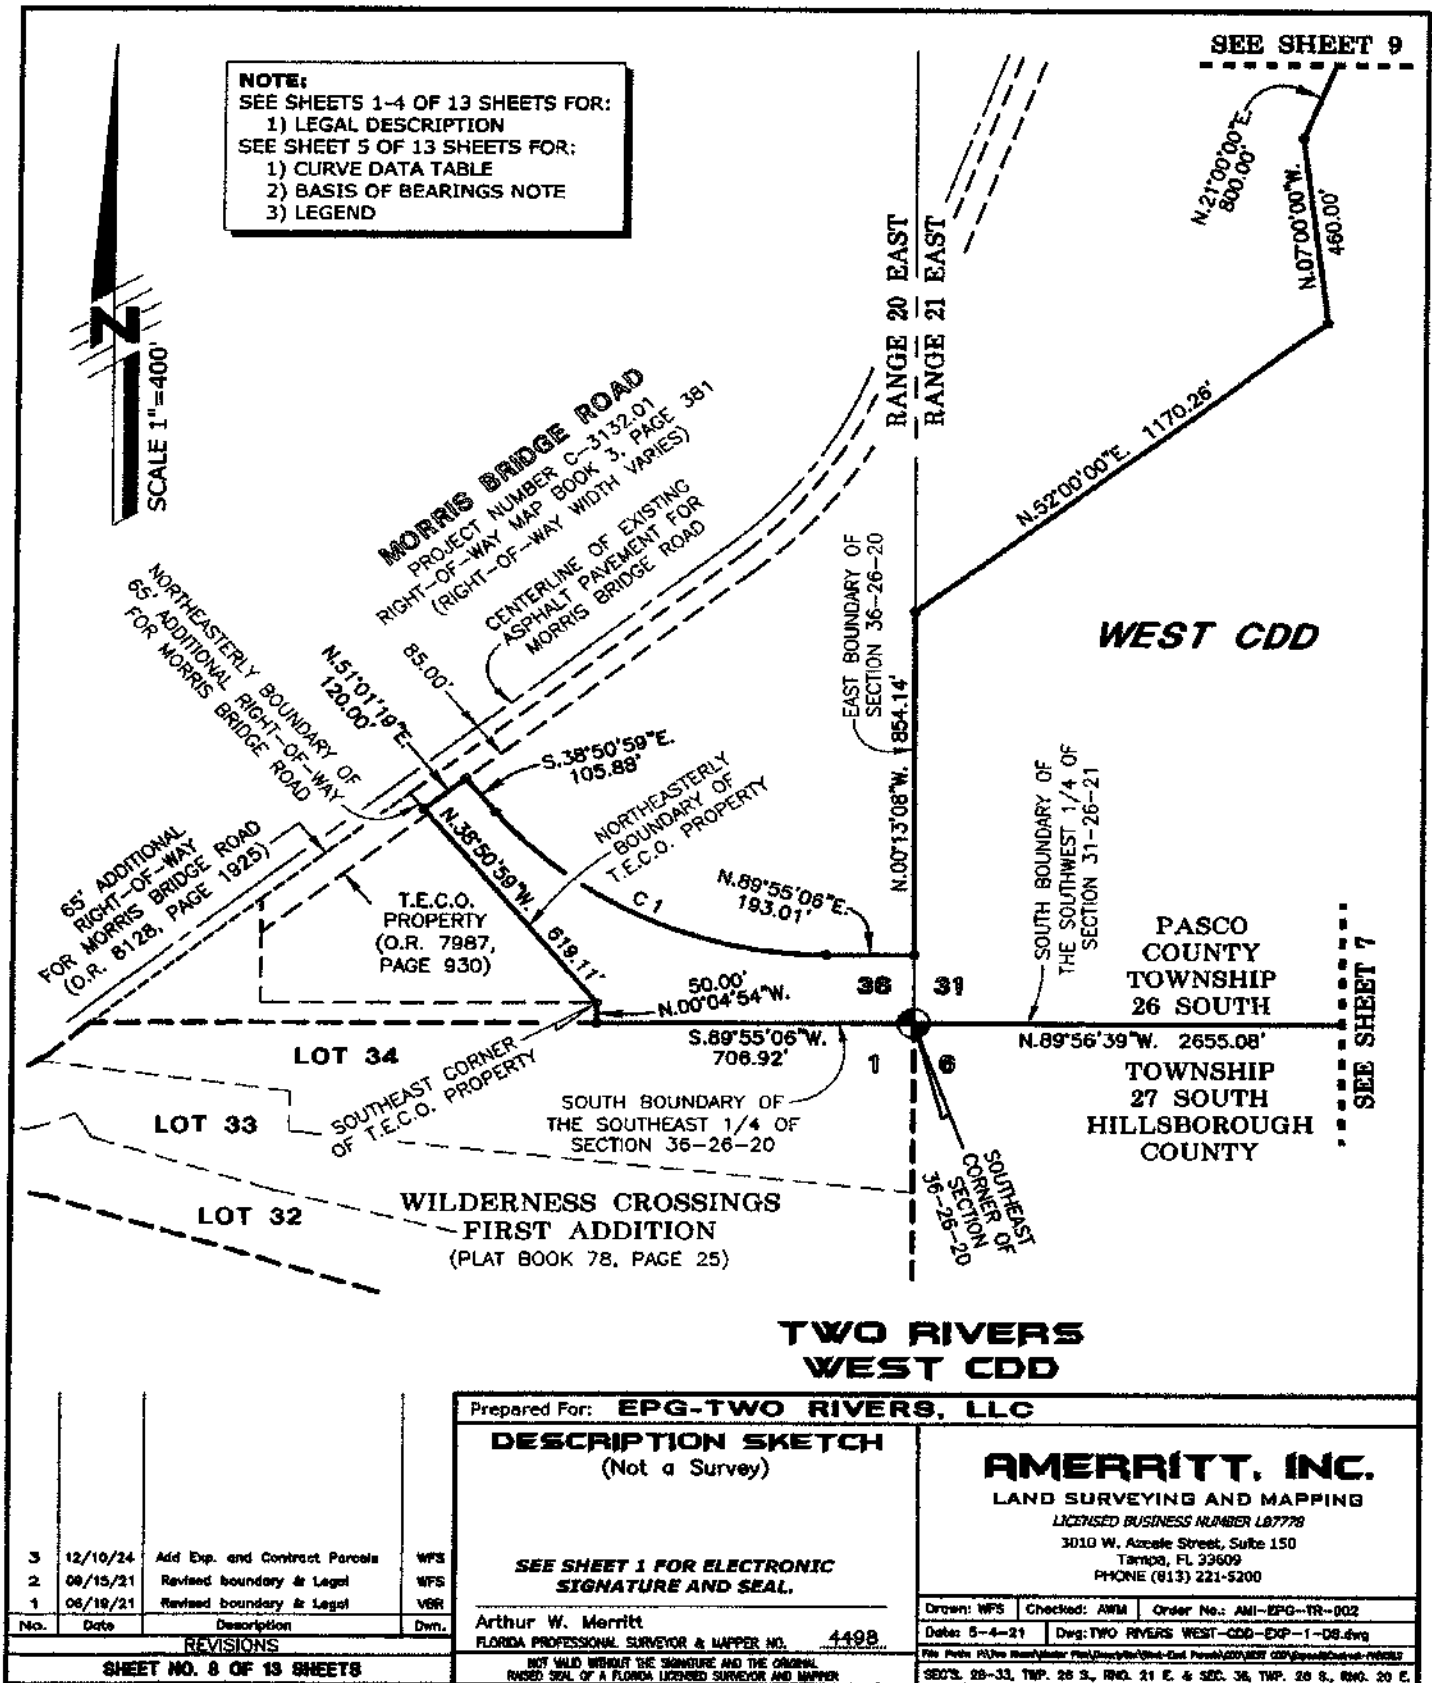 SEE SHEET 9
NOTE:
SEE SHEETS 1-4 OF 13 SHEETS FOR:
1) LEGAL DESCRIPTION
SEE SHEET 5 OF 13 SHEETS FOR:
1) CURVE DATA TABLE
2) BASIS OF BEARINGS NOTE
3) LEGEND
N
SCALE 1"=400'
N.21°00'00"E.
800.00'
N.07°00'00"W.
460.00'
RANGE 20 EAST
RANGE 21 EAST
MORRIS BRIDGE ROAD
PROJECT NUMBER C-3132.01
RIGHT-OF-WAY MAP BOOK 3, PAGE 381
(RIGHT-OF-WAY WIDTH VARIES)
CENTERLINE OF EXISTING
ASPHALT PAVEMENT FOR
MORRIS BRIDGE ROAD
N.52°00'00"E. 1170.26'
NORTHEASTERLY BOUNDARY OF
65' ADDITIONAL RIGHT-OF-WAY
FOR MORRIS BRIDGE ROAD
N.51°01'19"E.
120.00'
85.00'
S.38°50'59"E.
105.88'
EAST BOUNDARY OF
SECTION 36-26-20
N.00°13'08"W. 1854.14'
WEST CDD
65' ADDITIONAL
RIGHT-OF-WAY
FOR MORRIS BRIDGE ROAD
(O.R. 8128, PAGE 1925)
T.E.C.O.
PROPERTY
(O.R. 7987,
PAGE 930)
N.38°50'59"W. 619.11'
NORTHEASTERLY
BOUNDARY OF
T.E.C.O. PROPERTY
C 1
N.89°55'06"E.
193.01'
SOUTH BOUNDARY OF
THE SOUTHWEST 1/4 OF
SECTION 31-26-21
PASCO
COUNTY
TOWNSHIP
26 SOUTH
SEE SHEET 7
36
31
50.00'
N.00°04'54"W.
S.89°55'06"W.
706.92'
N.89°56'39"W. 2655.08'
1
6
TOWNSHIP
27 SOUTH
HILLSBOROUGH
COUNTY
LOT 34
SOUTHEAST CORNER
OF T.E.C.O. PROPERTY
SOUTH BOUNDARY OF
THE SOUTHEAST 1/4 OF
SECTION 36-26-20
LOT 33
SOUTHEAST
CORNER OF
SECTION
36-26-20
LOT 32
WILDERNESS CROSSINGS
FIRST ADDITION
(PLAT BOOK 78, PAGE 25)
TWO RIVERS
WEST CDD
Prepared For: EPG-TWO RIVERS, LLC
DESCRIPTION SKETCH
(Not a Survey)
SEE SHEET 1 FOR ELECTRONIC
SIGNATURE AND SEAL.
Arthur W. Merritt
FLORIDA PROFESSIONAL SURVEYOR & MAPPER NO. 4498
NOT VALID WITHOUT THE SIGNATURE AND THE ORIGINAL
RAISED SEAL OF A FLORIDA LICENSED SURVEYOR AND MAPPER
AMERRITT, INC.
LAND SURVEYING AND MAPPING
LICENSED BUSINESS NUMBER LB7778
3010 W. Azeele Street, Suite 150
Tampa, FL 33609
PHONE (813) 221-5200
Drawn: WFS Checked: AWM Order No.: AMI-EPG-TR-002
Date: 5-4-21 Dwg: TWO RIVERS WEST-CDD-EXP-1-DS.dwg
SEC'S. 28-33, TWP. 26 S., RNG. 21 E. & SEC. 36, TWP. 26 S., RNG. 20 E.
3 12/10/24 Add Exp. and Contract Parcels WFS
2 09/15/21 Revised boundary & Legal WFS
1 06/19/21 Revised boundary & Legal VBR
No. Date Description Dwn.
REVISIONS
SHEET NO. 8 OF 13 SHEETS